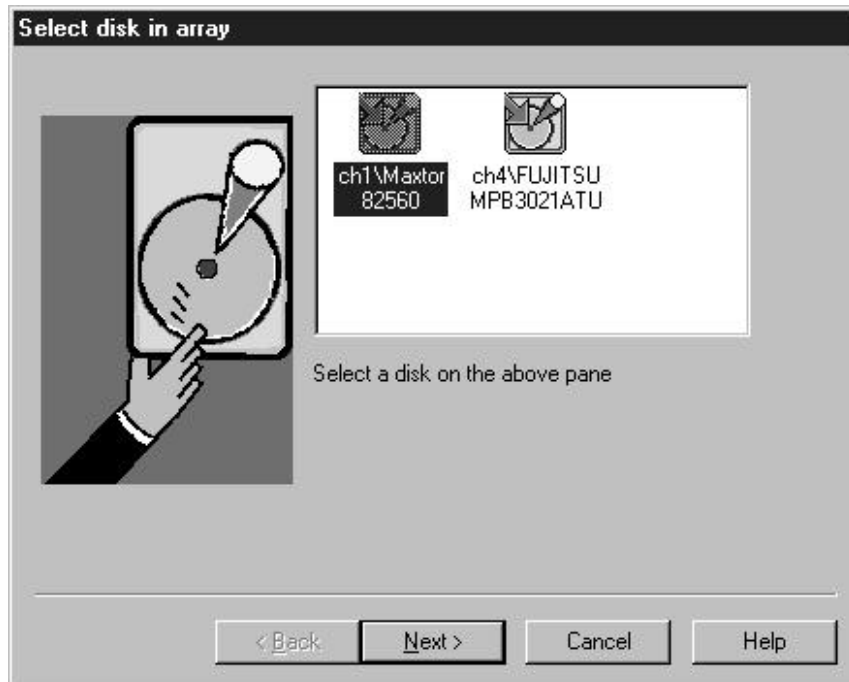 Select disk in array
ch1\Maxtor
82560
ch4\FUJITSU
MPB3021ATU
Select a disk on the above pane
< Back
Next >
Cancel
Help